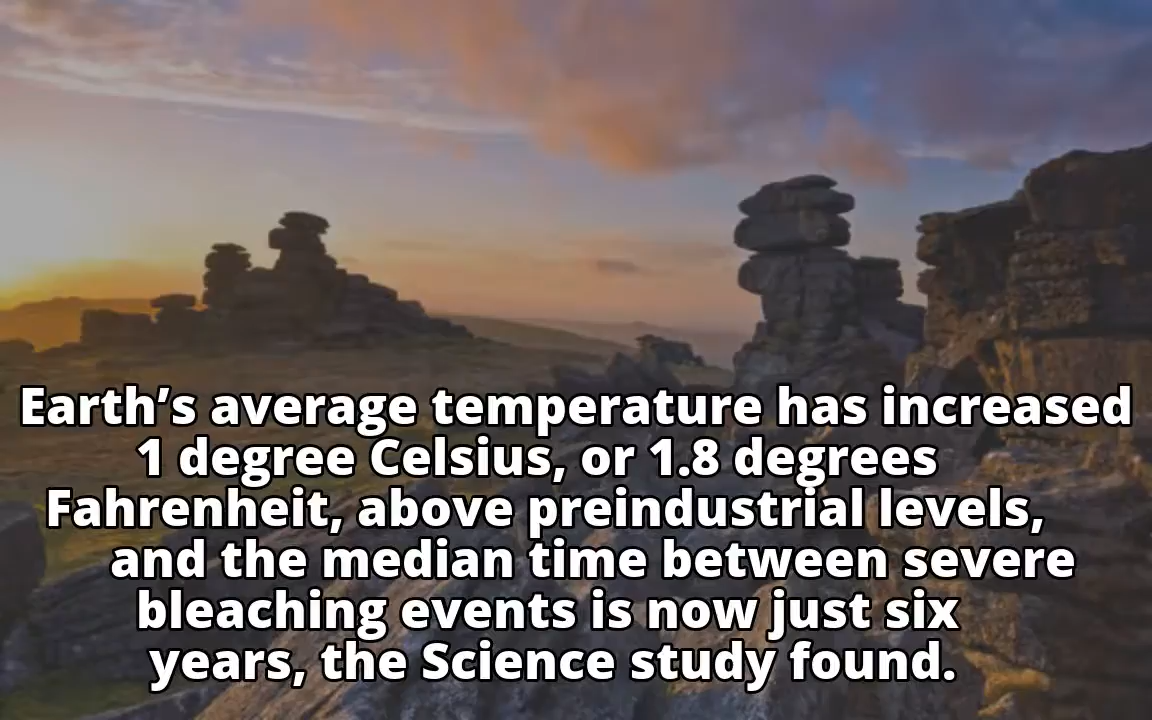 Earth’s average temperature has increased
1 degree Celsius, or 1.8 degrees
Fahrenheit, above preindustrial levels,
and the median time between severe
bleaching events is now just six
years, the Science study found.